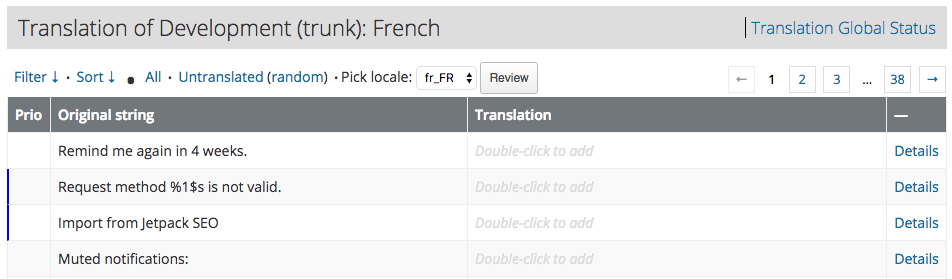 Translation of Development (trunk): French
Translation Global Status
Filter ↓ · Sort ↓ • All · Untranslated (random) · Pick locale: fr_FR Review ← 1 2 3 ... 38 →
Prio Original string Translation —
Remind me again in 4 weeks. Double-click to add Details
Request method %1$s is not valid. Double-click to add Details
Import from Jetpack SEO Double-click to add Details
Muted notifications: Double-click to add Details